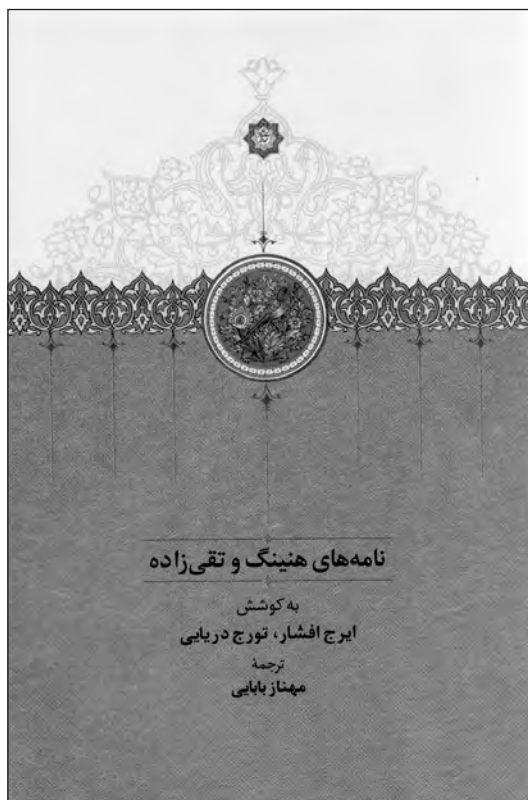 نامه‌های هنینگ و تقی‌زاده
به کوشش
ایرج افشار، تورج دریایی
ترجمهٔ
مهناز بابایی